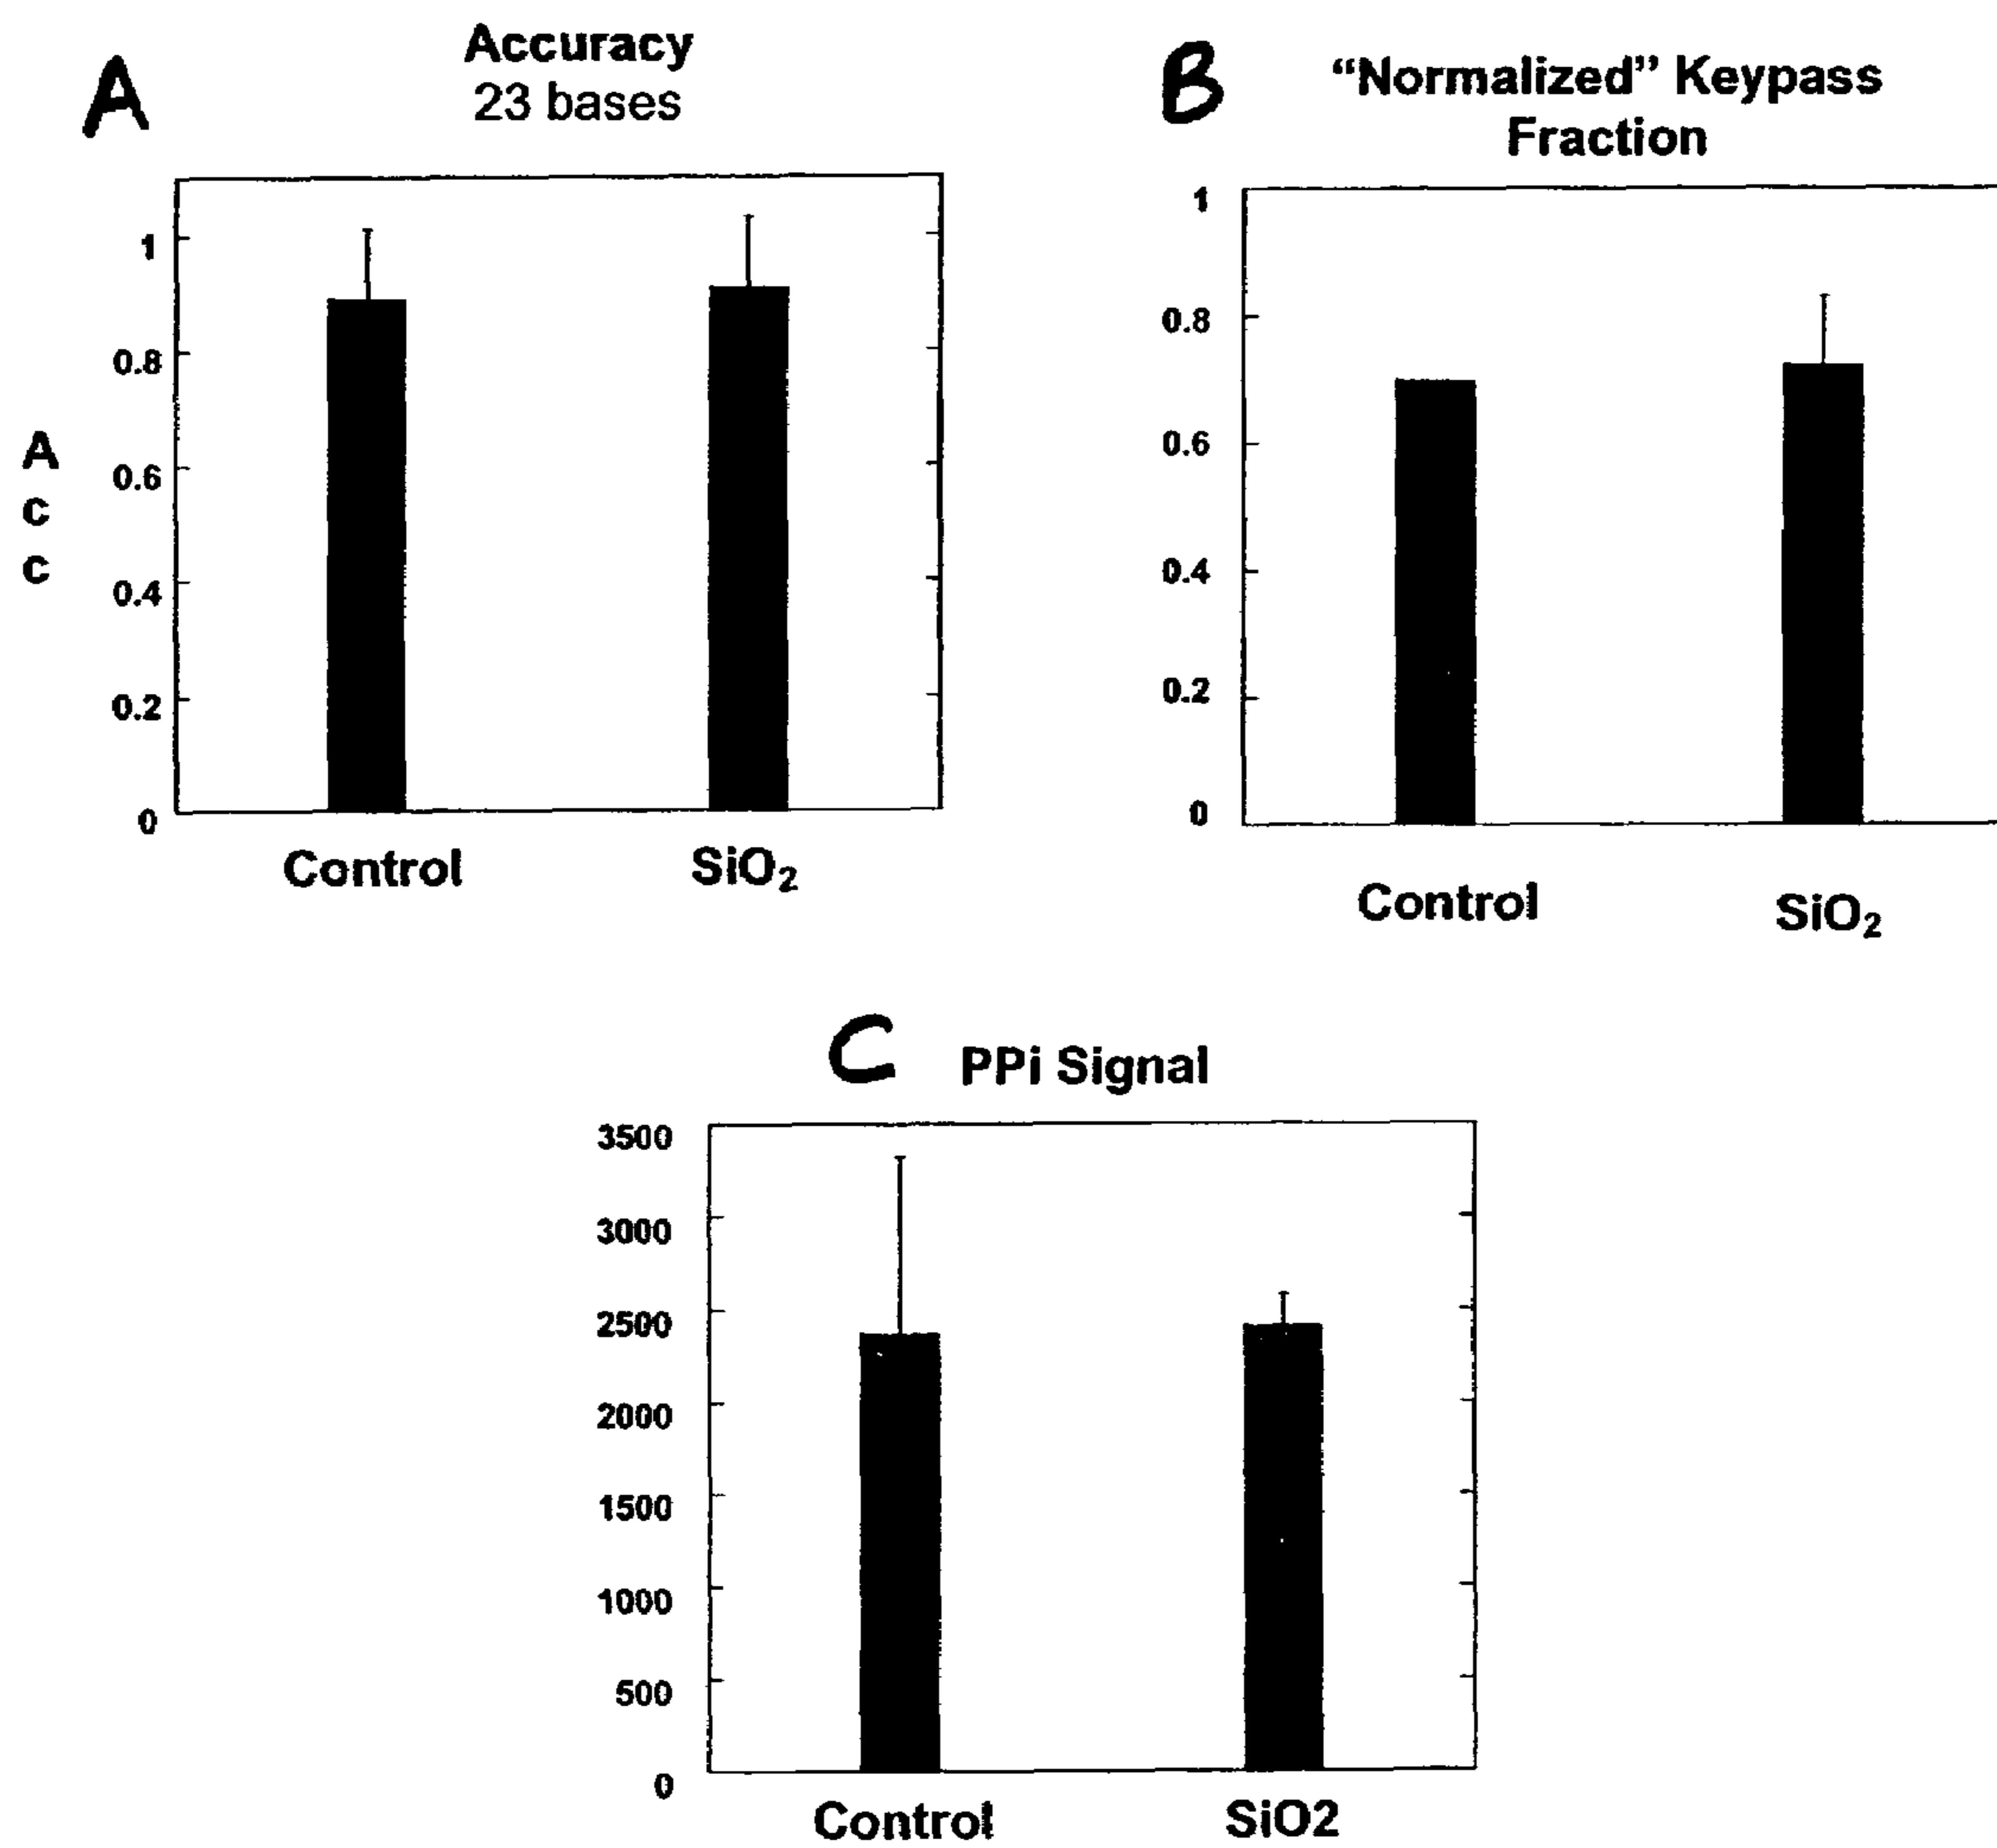 A
Accuracy
23 bases
1
0.8
0.6
0.4
0.2
0
A
c
c
Control
SiO₂
B
“Normalized” Keypass
Fraction
1
0.8
0.6
0.4
0.2
0
Control
SiO₂
C
PPi Signal
3500
3000
2500
2000
1500
1000
500
0
Control
SiO2